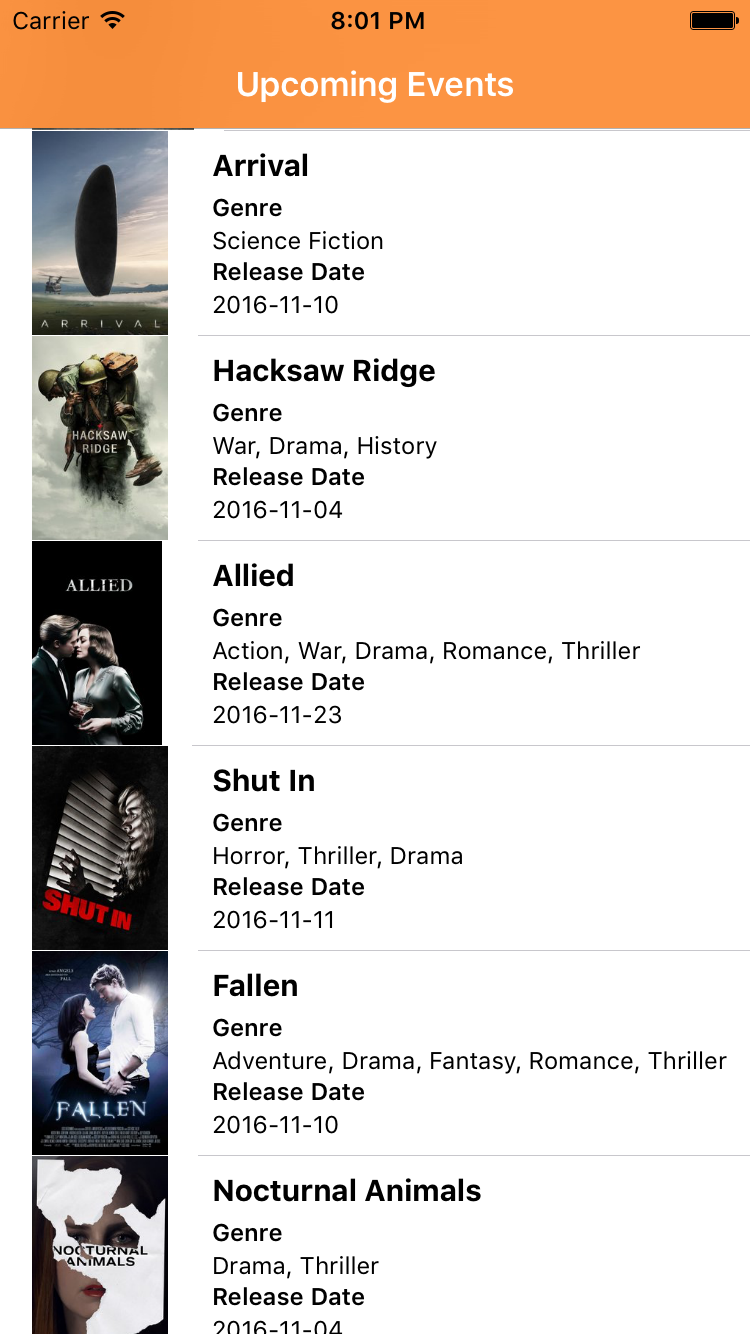 Carrier 8:01 PM
Upcoming Events
Arrival
Genre
Science Fiction
Release Date
2016-11-10
ARRIVAL
Hacksaw Ridge
Genre
War, Drama, History
Release Date
2016-11-04
HACKSAW
RIDGE
Allied
Genre
Action, War, Drama, Romance, Thriller
Release Date
2016-11-23
ALLIED
Shut In
Genre
Horror, Thriller, Drama
Release Date
2016-11-11
SHUT IN
Fallen
Genre
Adventure, Drama, Fantasy, Romance, Thriller
Release Date
2016-11-10
FALLEN
Nocturnal Animals
Genre
Drama, Thriller
Release Date
2016-11-04
NOCTURNAL
ANIMALS